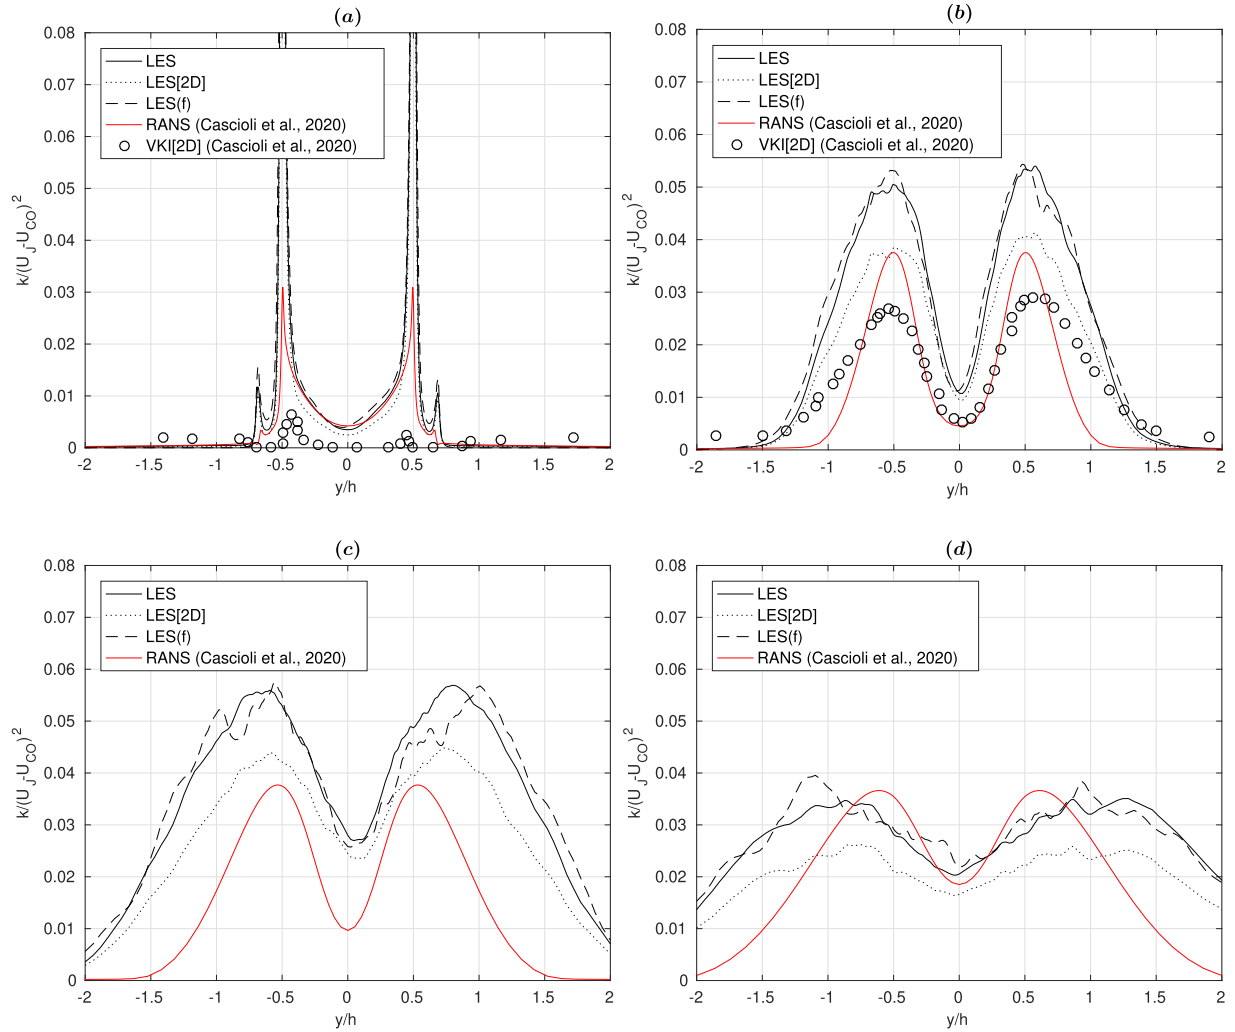 (a)
0.08
0.07
0.06
0.05
0.04
0.03
0.02
0.01
0
k/(U_J-U_CO)^2
LES
LES[2D]
LES(f)
RANS (Cascioli et al., 2020)
VKI[2D] (Cascioli et al., 2020)
-2 -1.5 -1 -0.5 0 0.5 1 1.5 2
y/h
(b)
0.08
0.07
0.06
0.05
0.04
0.03
0.02
0.01
0
k/(U_J-U_CO)^2
LES
LES[2D]
LES(f)
RANS (Cascioli et al., 2020)
VKI[2D] (Cascioli et al., 2020)
-2 -1.5 -1 -0.5 0 0.5 1 1.5 2
y/h
(c)
0.08
0.07
0.06
0.05
0.04
0.03
0.02
0.01
0
k/(U_J-U_CO)^2
LES
LES[2D]
LES(f)
RANS (Cascioli et al., 2020)
-2 -1.5 -1 -0.5 0 0.5 1 1.5 2
y/h
(d)
0.08
0.07
0.06
0.05
0.04
0.03
0.02
0.01
0
k/(U_J-U_CO)^2
LES
LES[2D]
LES(f)
RANS (Cascioli et al., 2020)
-2 -1.5 -1 -0.5 0 0.5 1 1.5 2
y/h